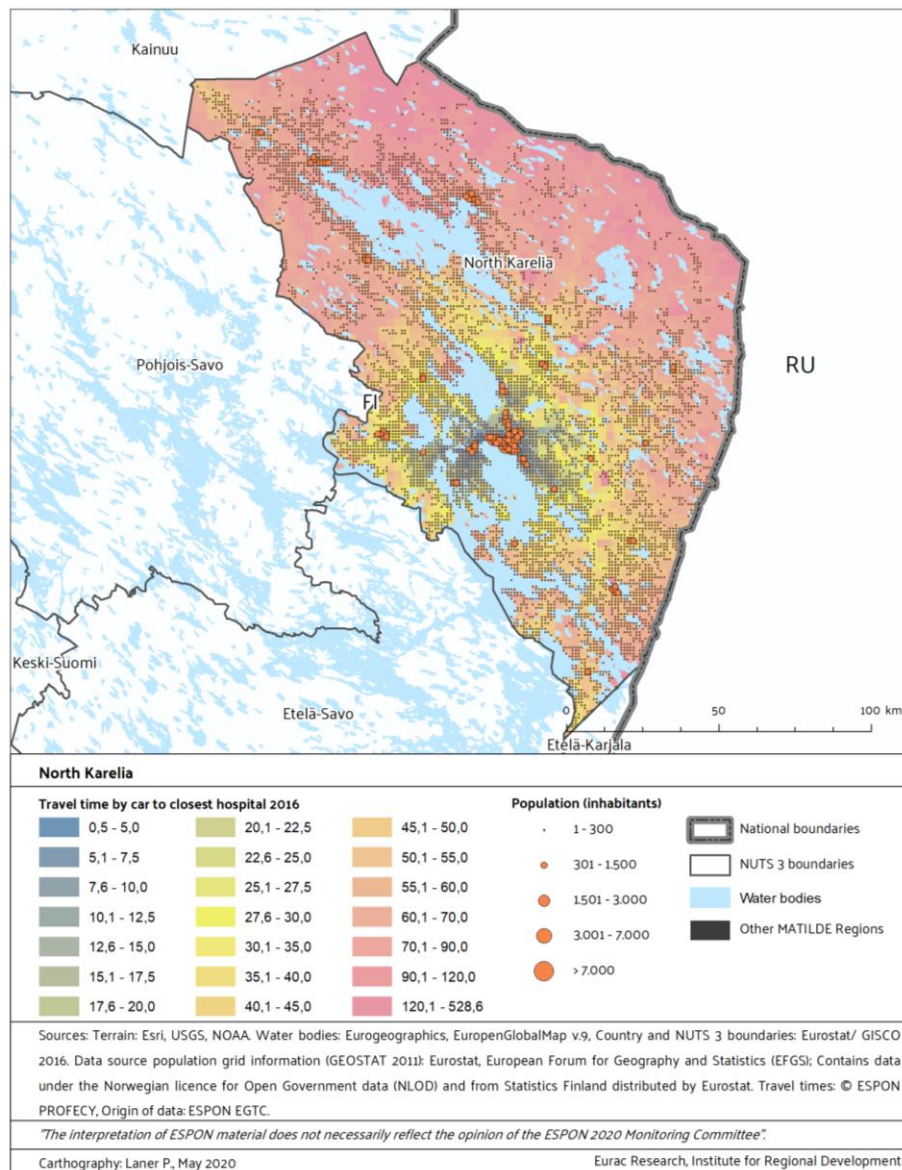 Kainuu
North Karelia
Pohjois-Savo
RU
FI
Keski-Suomi
Etelä-Savo
0 50 100 km
Etelä-Karjala
North Karelia
Travel time by car to closest hospital 2016
0,5 - 5,0
5,1 - 7,5
7,6 - 10,0
10,1 - 12,5
12,6 - 15,0
15,1 - 17,5
17,6 - 20,0
20,1 - 22,5
22,6 - 25,0
25,1 - 27,5
27,6 - 30,0
30,1 - 35,0
35,1 - 40,0
40,1 - 45,0
45,1 - 50,0
50,1 - 55,0
55,1 - 60,0
60,1 - 70,0
70,1 - 90,0
90,1 - 120,0
120,1 - 528,6
Population (inhabitants)
1 - 300
301 - 1.500
1.501 - 3.000
3.001 - 7.000
> 7.000
National boundaries
NUTS 3 boundaries
Water bodies
Other MATILDE Regions
Sources: Terrain: Esri, USGS, NOAA. Water bodies: Eurogeographics, EuropenGlobalMap v.9, Country and NUTS 3 boundaries: Eurostat/ GISCO
2016. Data source population grid information (GEOSTAT 2011): Eurostat, European Forum for Geography and Statistics (EFGS); Contains data
under the Norwegian licence for Open Government data (NLOD) and from Statistics Finland distributed by Eurostat. Travel times: © ESPON
PROFECY, Origin of data: ESPON EGTC.
"The interpretation of ESPON material does not necessarily reflect the opinion of the ESPON 2020 Monitoring Committee".
Cartography: Laner P., May 2020
Eurac Research, Institute for Regional Development